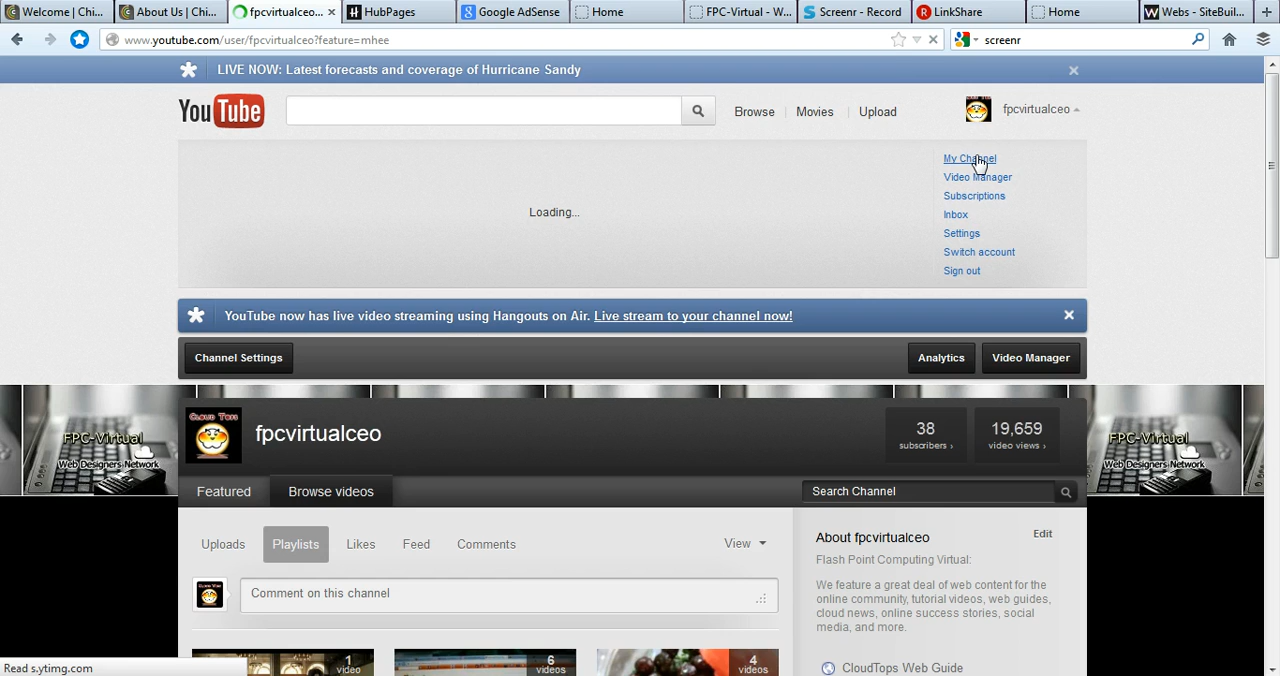 Welcome | Chi...
About Us | Chi...
fpcvirtualceo...
HubPages
Google AdSense
Home
FPC-Virtual - W...
Screenr - Record
LinkShare
Home
Webs - SiteBuil...
www.youtube.com/user/fpcvirtualceo?feature=mhee
screenr
LIVE NOW: Latest forecasts and coverage of Hurricane Sandy
YouTube
Browse
Movies
Upload
fpcvirtualceo
My Channel
Video Manager
Loading...
Subscriptions
Inbox
Settings
Switch account
Sign out
YouTube now has live video streaming using Hangouts on Air. Live stream to your channel now!
Channel Settings
Analytics
Video Manager
CLOUD TOPS
fpcvirtualceo
38
subscribers ›
19,659
video views ›
FPC-Virtual
Web Designers Network
FPC-Virtual
Web Designers Network
Featured
Browse videos
Search Channel
Uploads
Playlists
Likes
Feed
Comments
View
About fpcvirtualceo
Edit
Flash Point Computing Virtual:
Comment on this channel
We feature a great deal of web content for the
online community, tutorial videos, web guides,
cloud news, online success stories, social
media, and more.
1
video
6
videos
4
videos
CloudTops Web Guide
Read s.ytimg.com